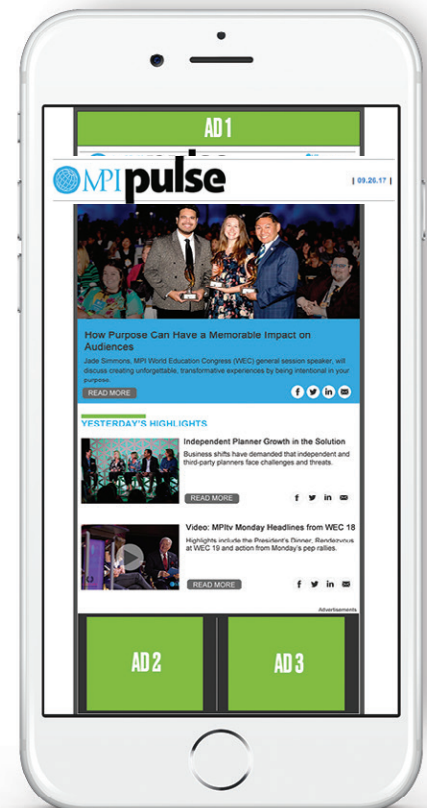 AD 1
MPI pulse
| 09.26.17 |
How Purpose Can Have a Memorable Impact on
Audiences
Jade Simmons, MPI World Education Congress (WEC) general session speaker, will
discuss creating unforgettable, transformative experiences by being intentional in your
purpose.
READ MORE
YESTERDAY'S HIGHLIGHTS
Independent Planner Growth in the Solution
Business shifts have demanded that independent and
third-party planners face challenges and threats.
READ MORE
Video: MPItv Monday Headlines from WEC 18
Highlights include the President's Dinner, Rendezvous
at WEC 19 and action from Monday's pep rallies.
READ MORE
Advertisements
AD 2
AD 3